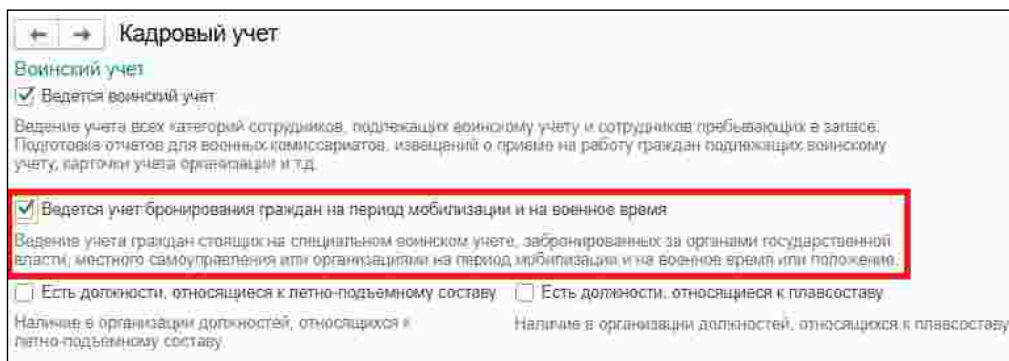 Кадровый учет
Воинский учет
Ведется воинский учет
Ведение учета всех категорий сотрудников, подлежащих воинскому учету и сотрудников пребывающих в запасе.
Подготовка отчетов для военных комиссариатов, извещений о приеме на работу граждан подлежащих воинскому
учету, карточки учета организации и т.д.
Ведется учет бронирования граждан на период мобилизации и на военное время
Ведение учета граждан стоящих на специальном воинском учете, забронированных за органами государственной
власти, местного самоуправления или организациями на период мобилизации и на военное время или положение.
Есть должности, относящиеся к летно-подъемному составу Есть должности, относящиеся к плавсоставу
Наличие в организации должностей, относящихся к Наличие в организации должностей, относящихся к плавсоставу
летно-подъемному составу